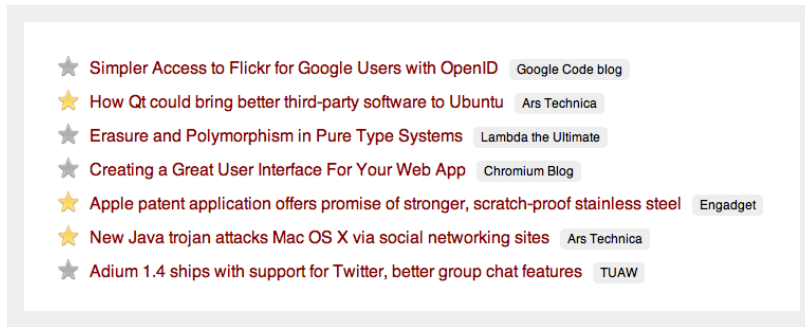 Simpler Access to Flickr for Google Users with OpenID Google Code blog
How Qt could bring better third-party software to Ubuntu Ars Technica
Erasure and Polymorphism in Pure Type Systems Lambda the Ultimate
Creating a Great User Interface For Your Web App Chromium Blog
Apple patent application offers promise of stronger, scratch-proof stainless steel Engadget
New Java trojan attacks Mac OS X via social networking sites Ars Technica
Adium 1.4 ships with support for Twitter, better group chat features TUAW